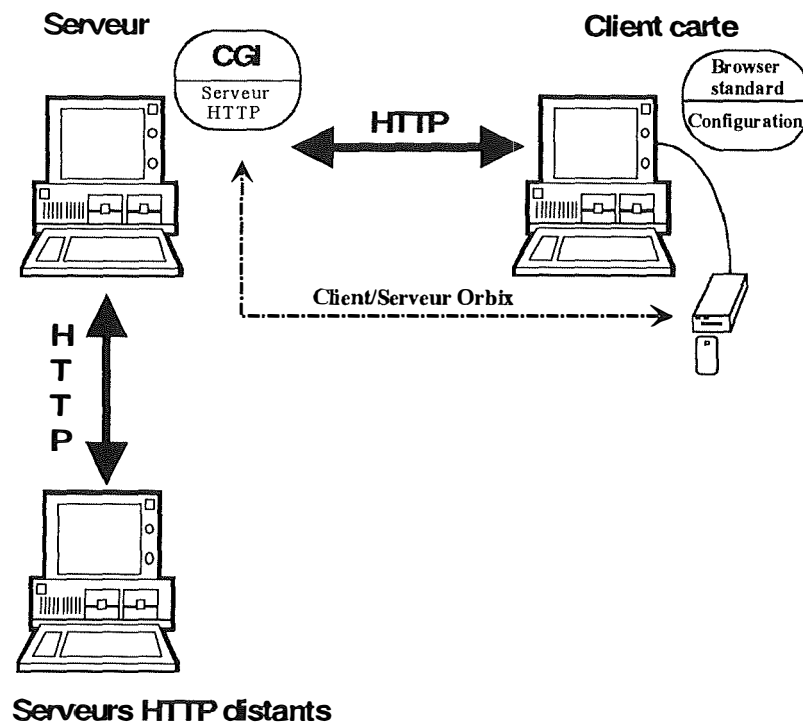 Serveur
Client carte
CGI
Serveur
HTTP
Browser
standard
Configuration
HTTP
Client/Serveur Orbix
H
T
T
P
P
Serveurs HTTP distants